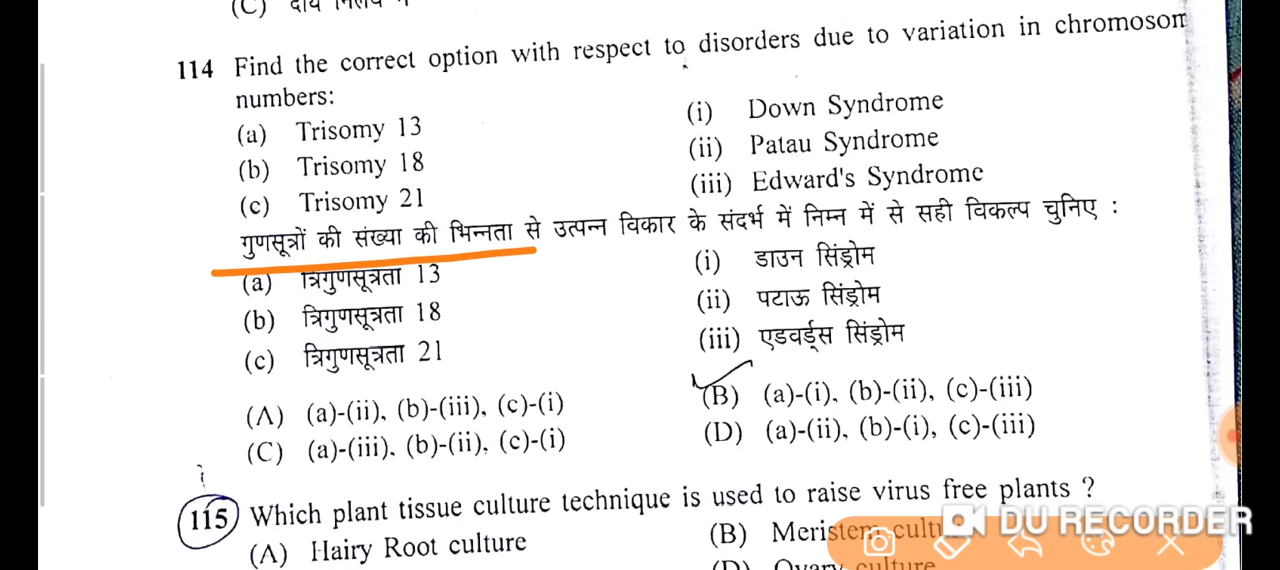 (C)
114 Find the correct option with respect to disorders due to variation in chromosom
numbers:
(a) Trisomy 13 (i) Down Syndrome
(b) Trisomy 18 (ii) Patau Syndrome
(c) Trisomy 21 (iii) Edward's Syndrome
गुणसूत्रों की संख्या की भिन्नता से उत्पन्न विकार के संदर्भ में निम्न में से सही विकल्प चुनिए :
(a) त्रिगुणसूत्रता 13 (i) डाउन सिंड्रोम
(b) त्रिगुणसूत्रता 18 (ii) पटाऊ सिंड्रोम
(c) त्रिगुणसूत्रता 21 (iii) एडवर्ड्स सिंड्रोम
(A) (a)-(ii), (b)-(iii), (c)-(i) (B) (a)-(i), (b)-(ii), (c)-(iii)
(C) (a)-(iii), (b)-(ii), (c)-(i) (D) (a)-(ii), (b)-(i), (c)-(iii)
115 Which plant tissue culture technique is used to raise virus free plants ?
(A) Hairy Root culture (B) Meristem cultu
(D) Ovary culture
DU RECORDER